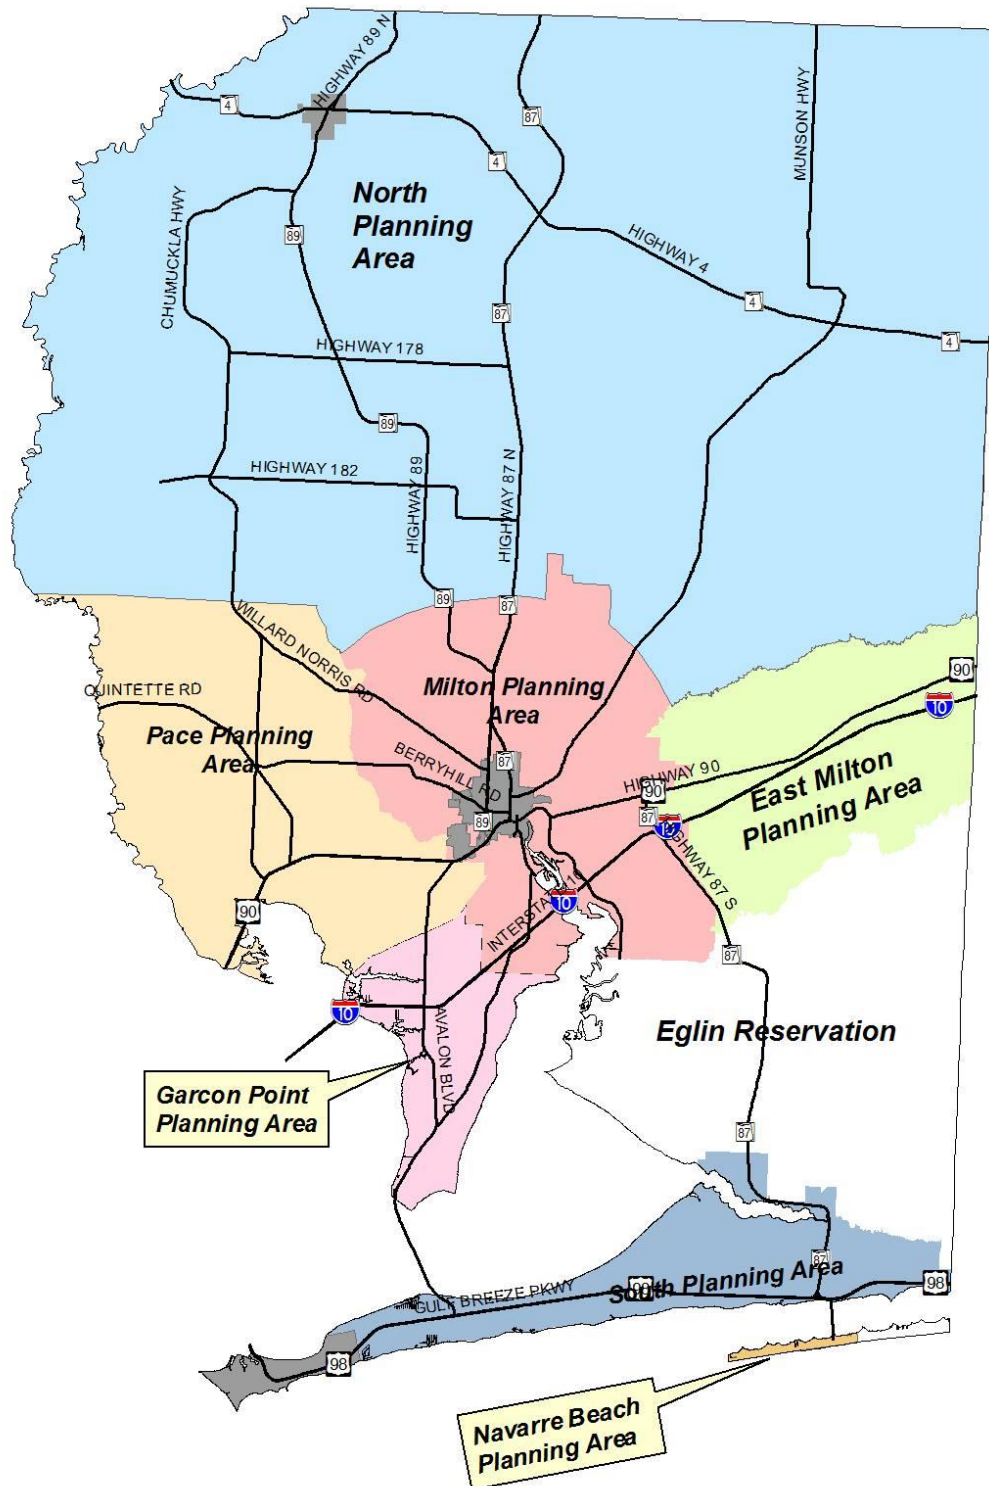 HIGHWAY 89 N
4
87
MUNSON HWY
4
North
Planning
Area
CHUMUCKLA HWY
89
HIGHWAY 4
4
87
4
HIGHWAY 178
89
HIGHWAY 182
HIGHWAY 89
HIGHWAY 87 N
89
87
WILLARD NORRIS RD
90
QUINTETTE RD
Milton Planning
Area
10
Pace Planning
Area
BERRYHILL RD
87
HIGHWAY 90
90
East Milton
Planning Area
89
87
10
HIGHWAY 87 S
90
INTERSTATE 10
10
87
10
AVALON BLVD
Eglin Reservation
Garcon Point
Planning Area
87
87
South Planning Area
98
98
GULF BREEZE PKWY
98
Navarre Beach
Planning Area